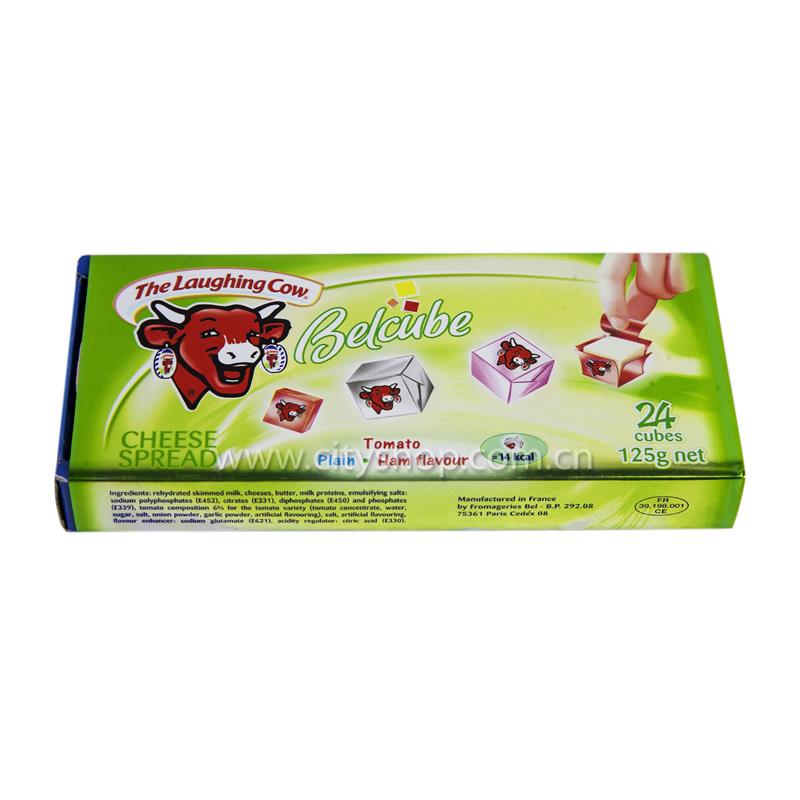 The Laughing Cow
®
Belcube
CHEESE
SPREAD
Tomato
Plain • Ham flavour
=14 kcal
24
cubes
125g net
www.cityshop.com.cn
Ingredients: rehydrated skimmed milk, cheeses, butter, milk proteins, emulsifying salts:
sodium polyphosphates (E452), citrates (E331), diphosphates (E450) and phosphates
(E339), tomato composition 6% for the tomato variety (tomato concentrate, water,
sugar, salt, onion powder, garlic powder, artificial flavouring), salt, artificial flavouring,
flavour enhancer: sodium glutamate (E621), acidity regulator: citric acid (E330).
Manufactured in France
by Fromageries Bel - B.P. 292.08
75361 Paris Cedéx 08
FR
39.198.001
CE